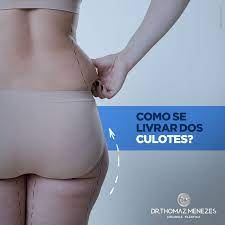 COMO SE
LIVRAR DOS
CULOTES?
DR.THOMAZ MENEZES
CIRURGIA PLÁSTICA